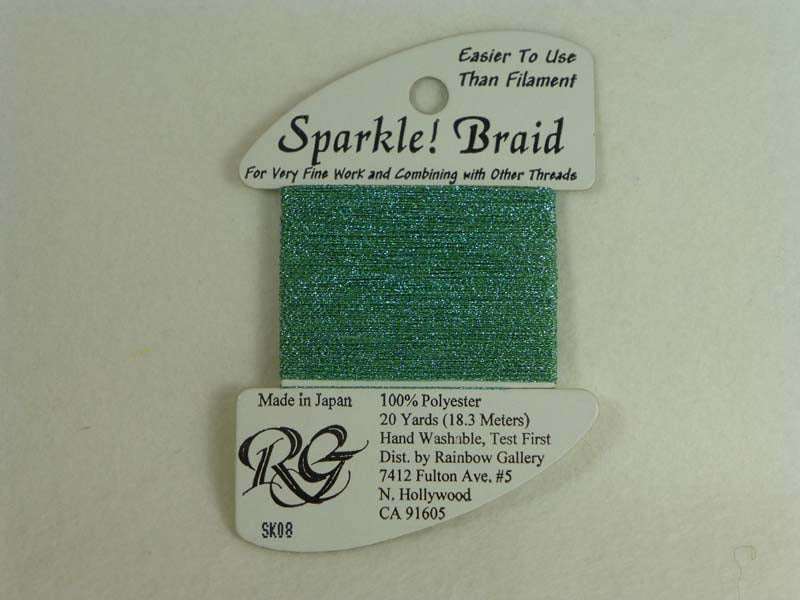 Easier To Use
Than Filament
Sparkle! Braid
For Very Fine Work and Combining with Other Threads
Made in Japan
RG
SK08
100% Polyester
20 Yards (18.3 Meters)
Hand Washable, Test First
Dist. by Rainbow Gallery
7412 Fulton Ave. #5
N. Hollywood
CA 91605